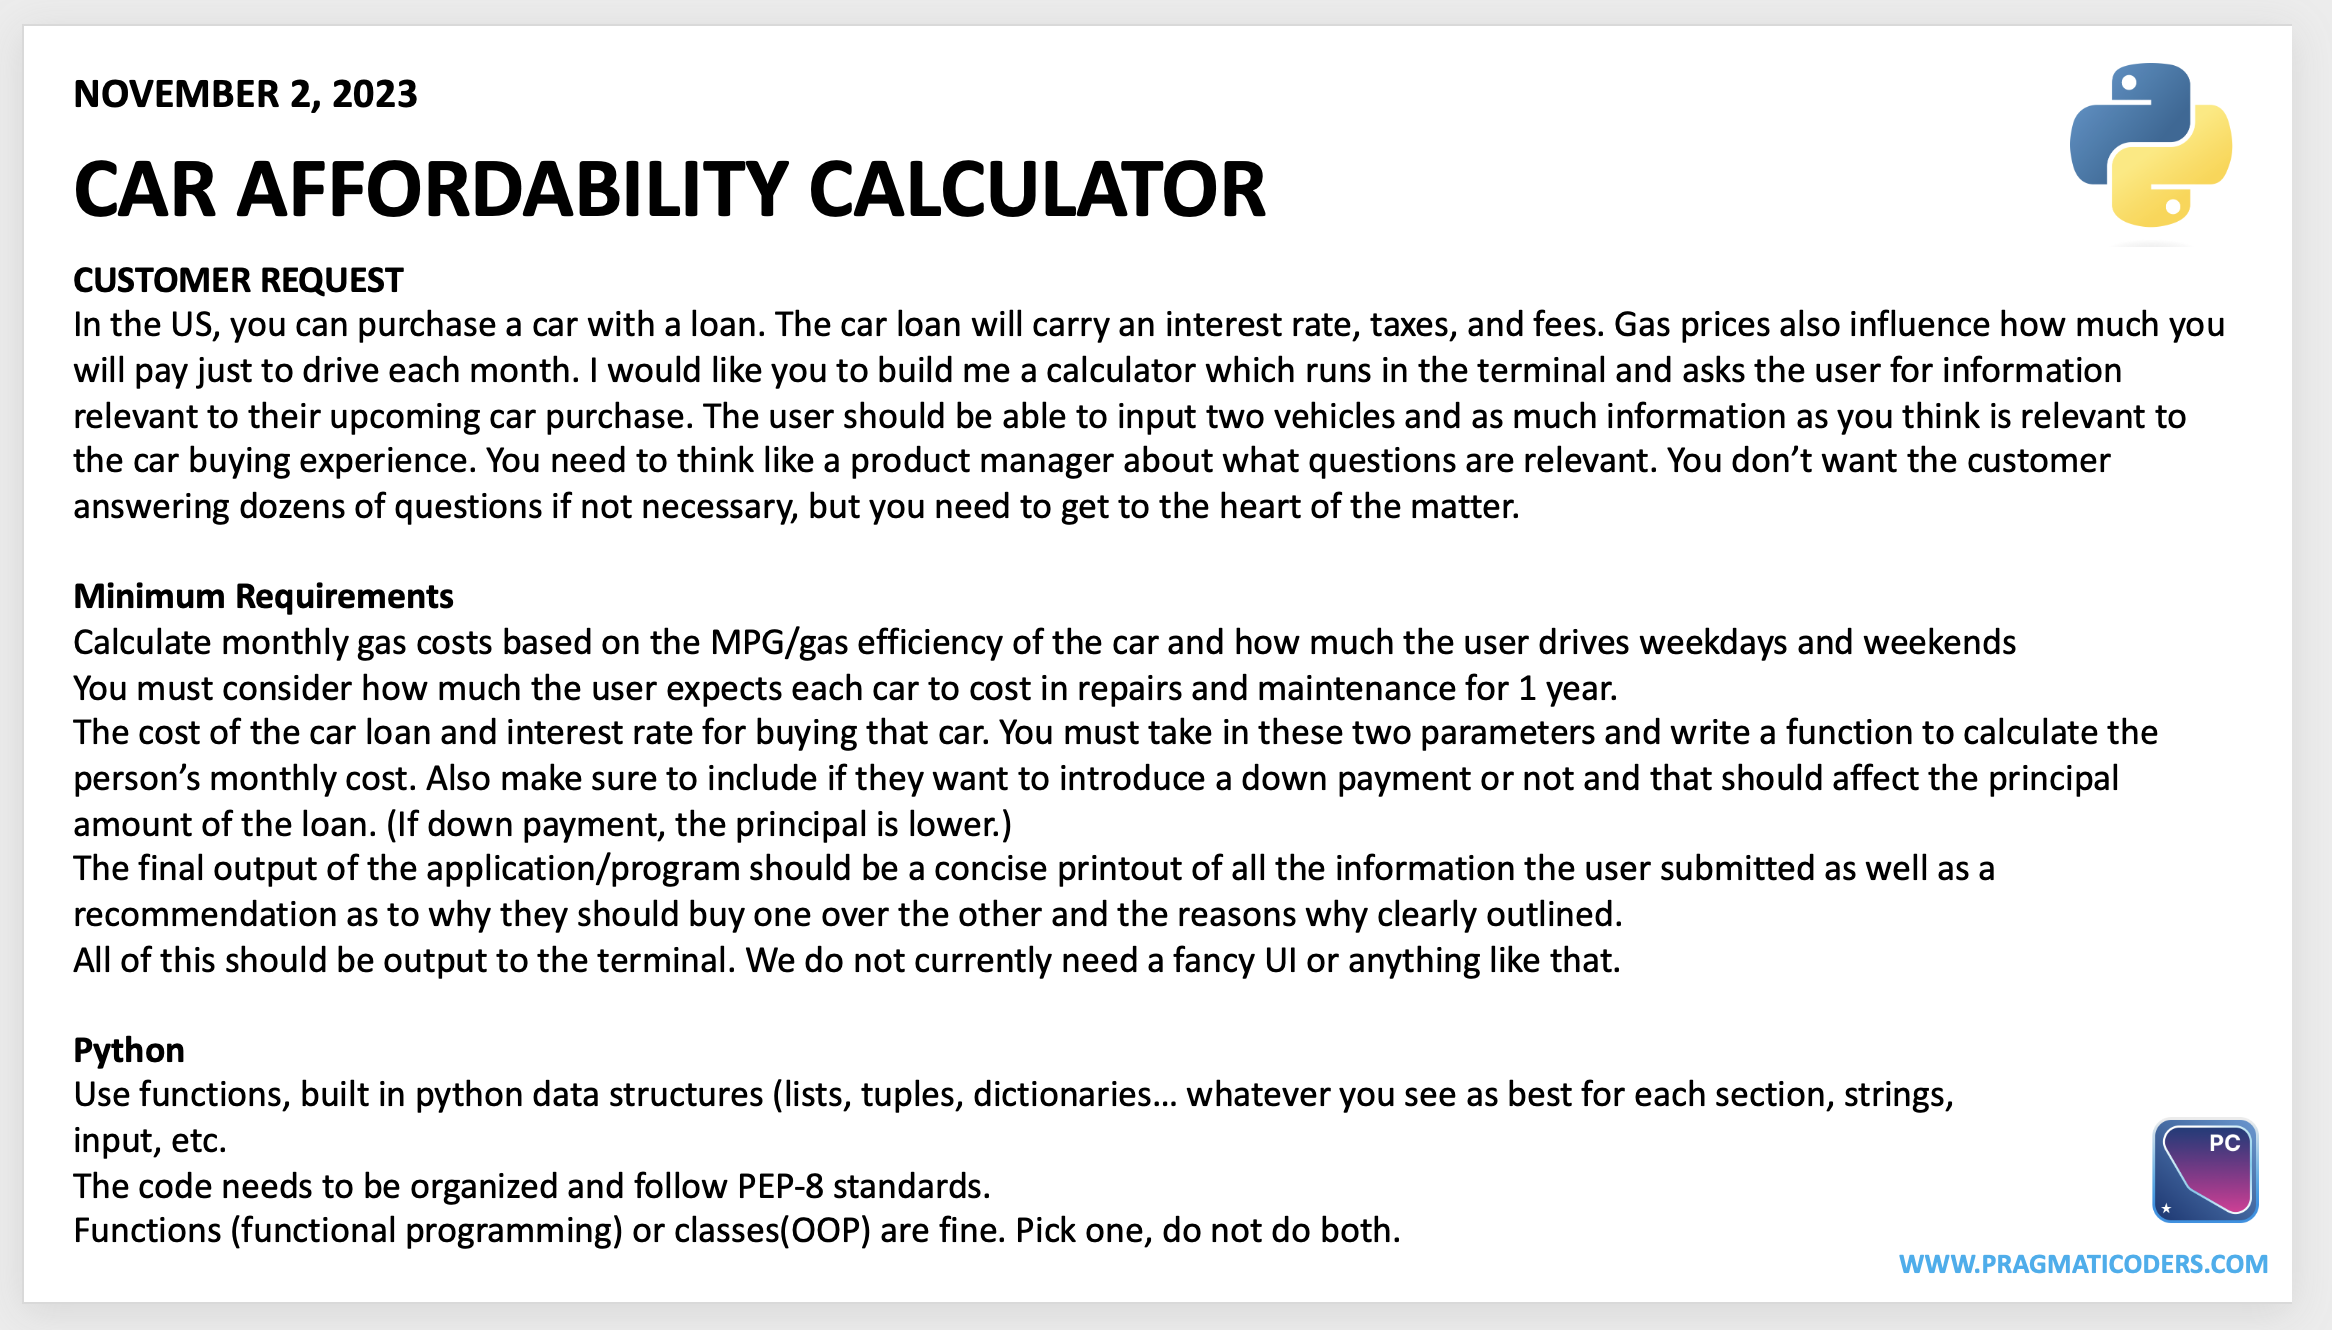 NOVEMBER 2, 2023
CAR AFFORDABILITY CALCULATOR
CUSTOMER REQUEST
In the US, you can purchase a car with a loan. The car loan will carry an interest rate, taxes, and fees. Gas prices also influence how much you
will pay just to drive each month. I would like you to build me a calculator which runs in the terminal and asks the user for information
relevant to their upcoming car purchase. The user should be able to input two vehicles and as much information as you think is relevant to
the car buying experience. You need to think like a product manager about what questions are relevant. You don’t want the customer
answering dozens of questions if not necessary, but you need to get to the heart of the matter.
Minimum Requirements
Calculate monthly gas costs based on the MPG/gas efficiency of the car and how much the user drives weekdays and weekends
You must consider how much the user expects each car to cost in repairs and maintenance for 1 year.
The cost of the car loan and interest rate for buying that car. You must take in these two parameters and write a function to calculate the
person’s monthly cost. Also make sure to include if they want to introduce a down payment or not and that should affect the principal
amount of the loan. (If down payment, the principal is lower.)
The final output of the application/program should be a concise printout of all the information the user submitted as well as a
recommendation as to why they should buy one over the other and the reasons why clearly outlined.
All of this should be output to the terminal. We do not currently need a fancy UI or anything like that.
Python
Use functions, built in python data structures (lists, tuples, dictionaries… whatever you see as best for each section, strings,
input, etc.
The code needs to be organized and follow PEP-8 standards.
Functions (functional programming) or classes(OOP) are fine. Pick one, do not do both.
PC
WWW.PRAGMATICODERS.COM